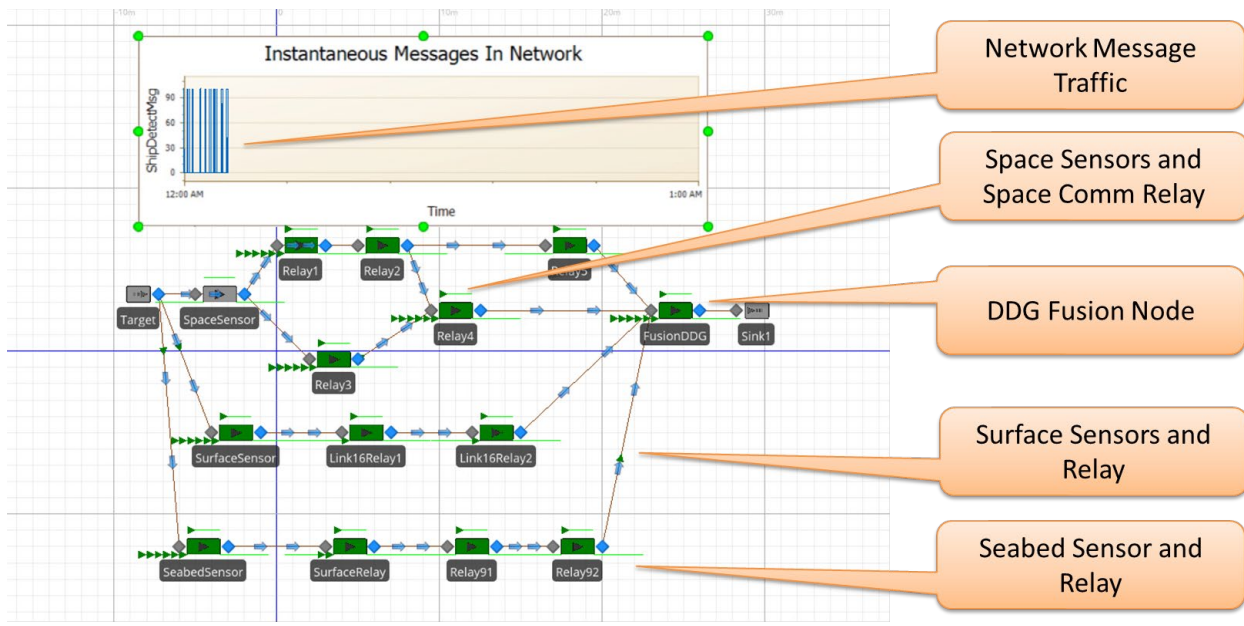 -10m
0
10m
20m
30m
Instantaneous Messages In Network
ShipDetectMsg
90
60
30
0
12:00 AM
1:00 AM
Time
Network Message
Traffic
Space Sensors and
Space Comm Relay
DDG Fusion Node
Surface Sensors and
Relay
Seabed Sensor and
Relay
Relay1
Relay2
Relay5
Target
SpaceSensor
Relay4
FusionDDG
Sink1
Relay3
SurfaceSensor
Link16Relay1
Link16Relay2
SeabedSensor
SurfaceRelay
Relay91
Relay92